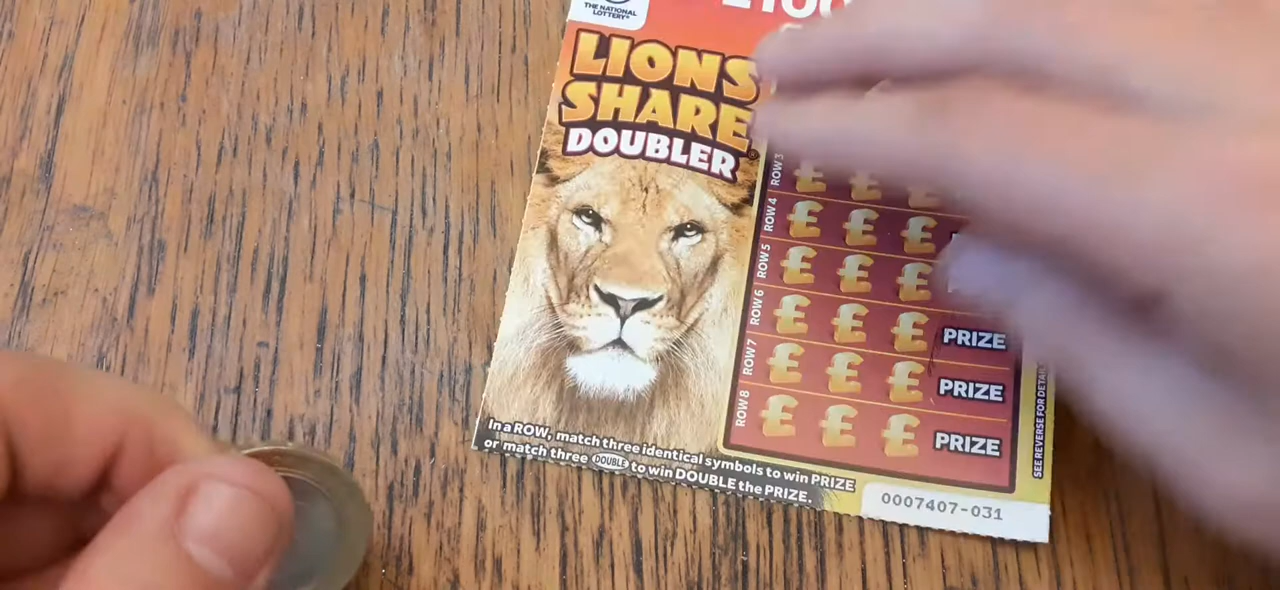 THE NATIONAL
LOTTERY®
LIONS
SHARE
DOUBLER®
ROW 3
£ £ £
ROW 4
£ £ £
ROW 5
£ £ £
ROW 6
£ £ £ PRIZE
ROW 7
£ £ £ PRIZE
ROW 8
£ £ £ PRIZE
In a ROW, match three identical symbols to win PRIZE
or match three DOUBLE to win DOUBLE the PRIZE.
0007407-031
SEE REVERSE FOR